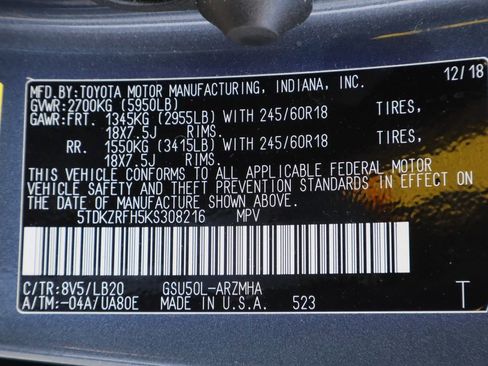 MFD.BY: TOYOTA MOTOR MANUFACTURING, INDIANA, INC. 12/18
GVWR:2700KG (5950LB)
GAWR:FRT. 1345KG (2955LB) WITH 245/60R18 TIRES,
18X7.5J RIMS.
RR. 1550KG (3415LB) WITH 245/60R18 TIRES,
18X7.5J RIMS.
THIS VEHICLE CONFORMS TO ALL APPLICABLE FEDERAL MOTOR
VEHICLE SAFETY AND THEFT PREVENTION STANDARDS IN EFFECT ON
THE DATE OF MANUFACTURE SHOWN ABOVE.
5TDKZRFH5KS308216 MPV
C/TR:8V5/LB20 GSU50L-ARZMHA
A/TM:-04A/UA80E MADE IN U.S.A. 523 T